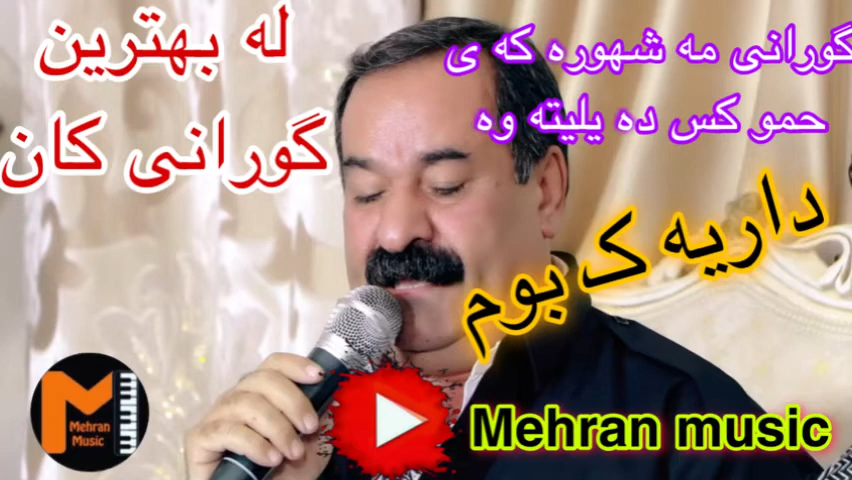 له بهترین
گورانی کان
گورانی مه شهوره که ی
حمو کس ده یلیته وه
داریه ک بوم
Mehran
Music
Mehran music